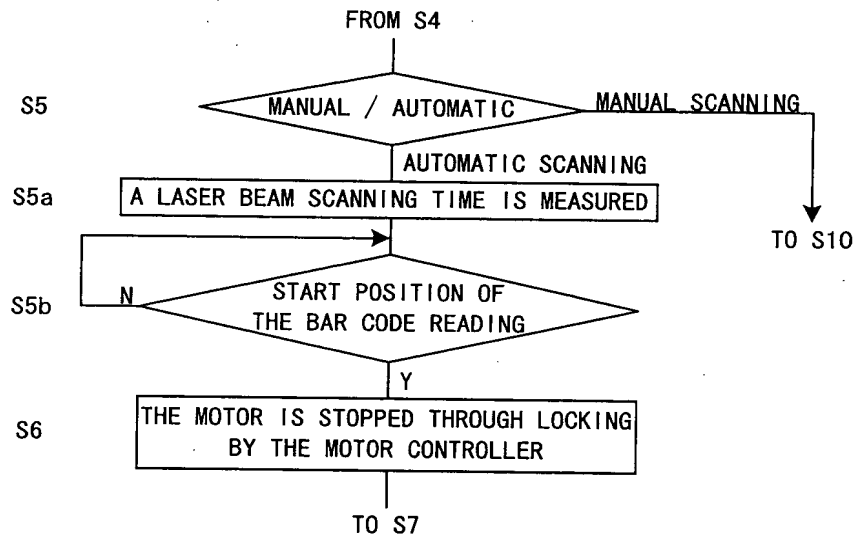 FROM S4
S5
MANUAL / AUTOMATIC
MANUAL SCANNING
AUTOMATIC SCANNING
S5a
A LASER BEAM SCANNING TIME IS MEASURED
TO S10
N
S5b
START POSITION OF
THE BAR CODE READING
Y
S6
THE MOTOR IS STOPPED THROUGH LOCKING
BY THE MOTOR CONTROLLER
TO S7